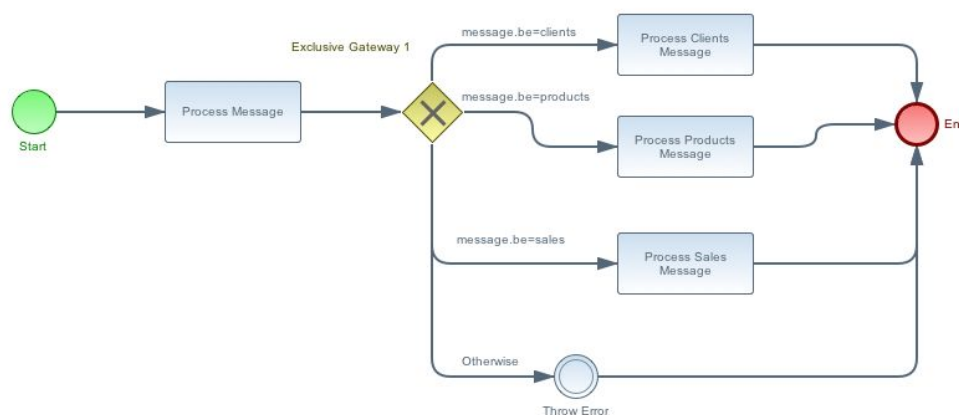 message.be=clients
Process Clients
Message
Exclusive Gateway 1
message.be=products
Process Message
Start
Process Products
Message
En
message.be=sales
Process Sales
Message
Otherwise
Throw Error